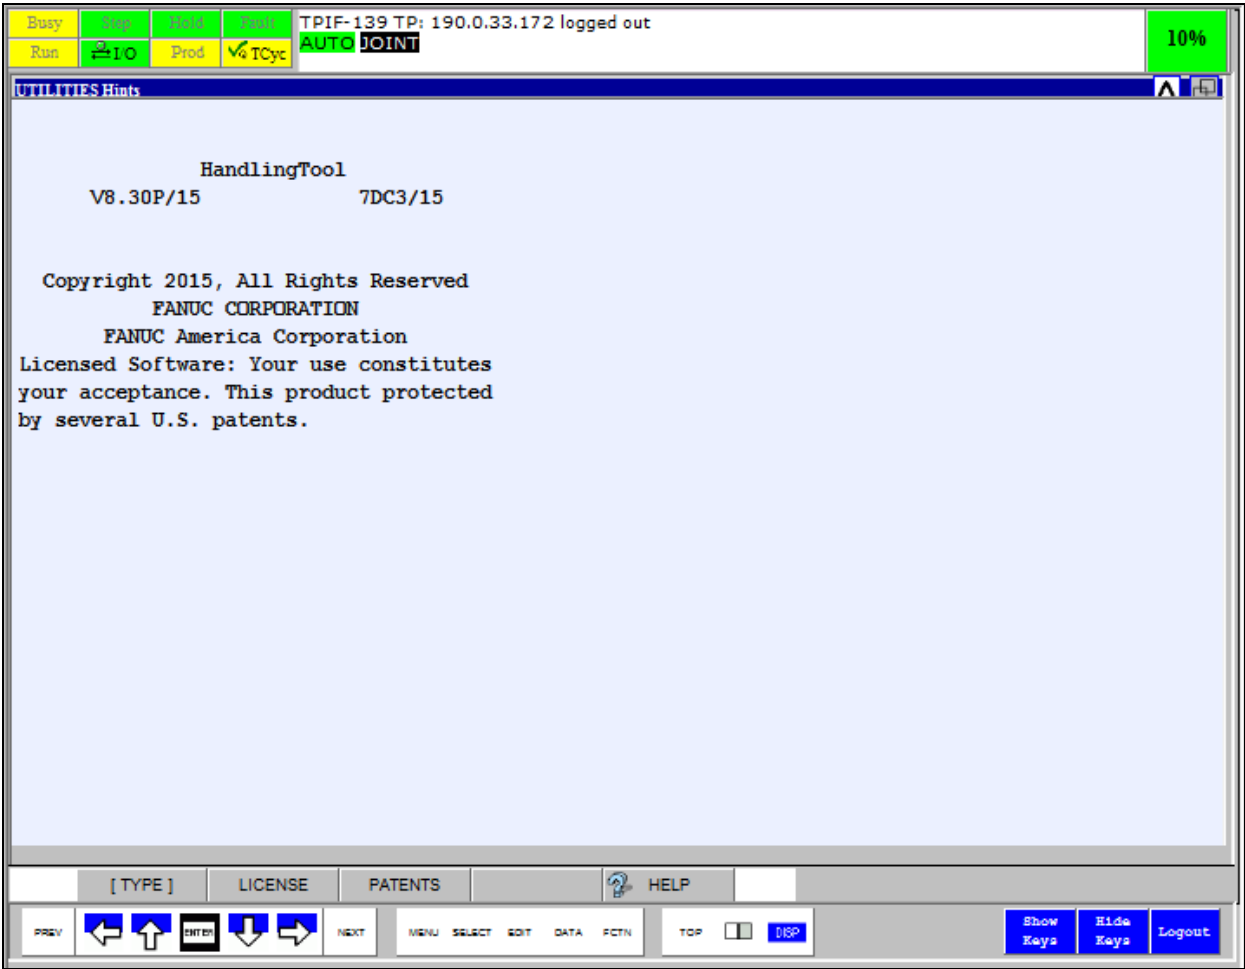 Busy Step Hold Fault TPIF-139 TP: 190.0.33.172 logged out
Run I/O Prod TCyc AUTO JOINT 10%
UTILITIES Hints
HandlingTool
V8.30P/15 7DC3/15
Copyright 2015, All Rights Reserved
FANUC CORPORATION
FANUC America Corporation
Licensed Software: Your use constitutes
your acceptance. This product protected
by several U.S. patents.
[ TYPE ] LICENSE PATENTS HELP
PREV ENTER NEXT MENU SELECT EDIT DATA FCTN TOP DISP Show Keys Hide Keys Logout